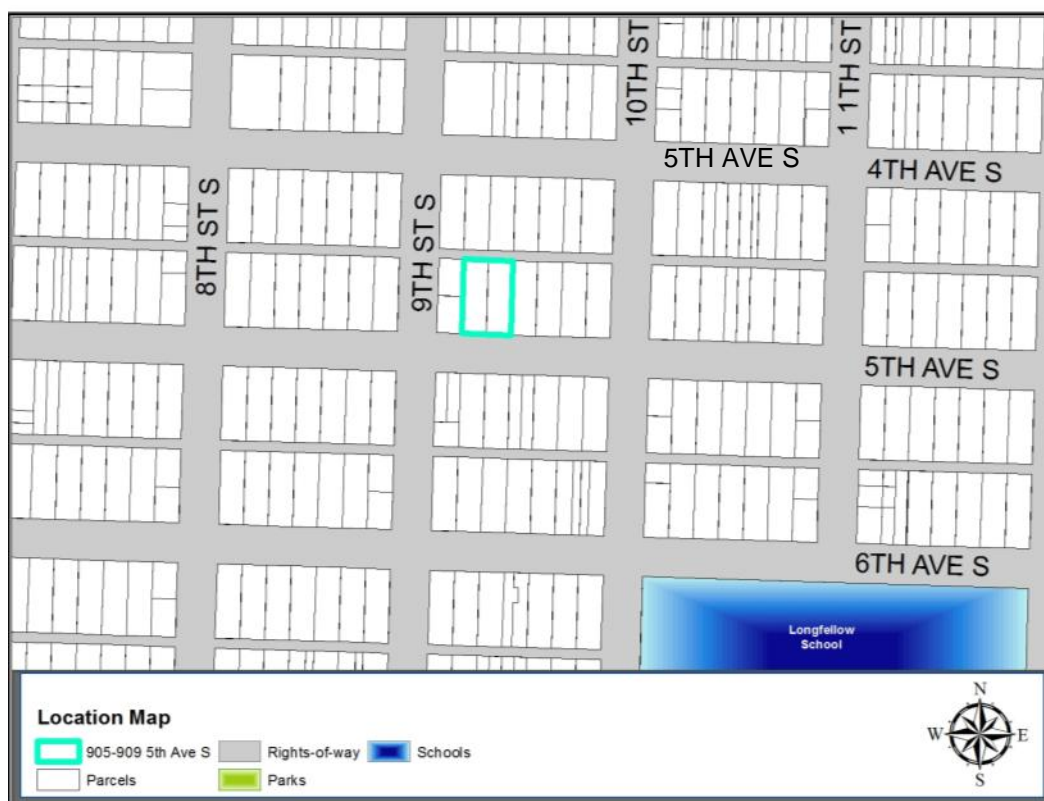 10TH ST
1 1TH ST
5TH AVE S
4TH AVE S
8TH ST S
9TH ST S
5TH AVE S
6TH AVE S
Longfellow
School
Location Map
905-909 5th Ave S
Rights-of-way
Schools
Parcels
Parks
N
W
E
S